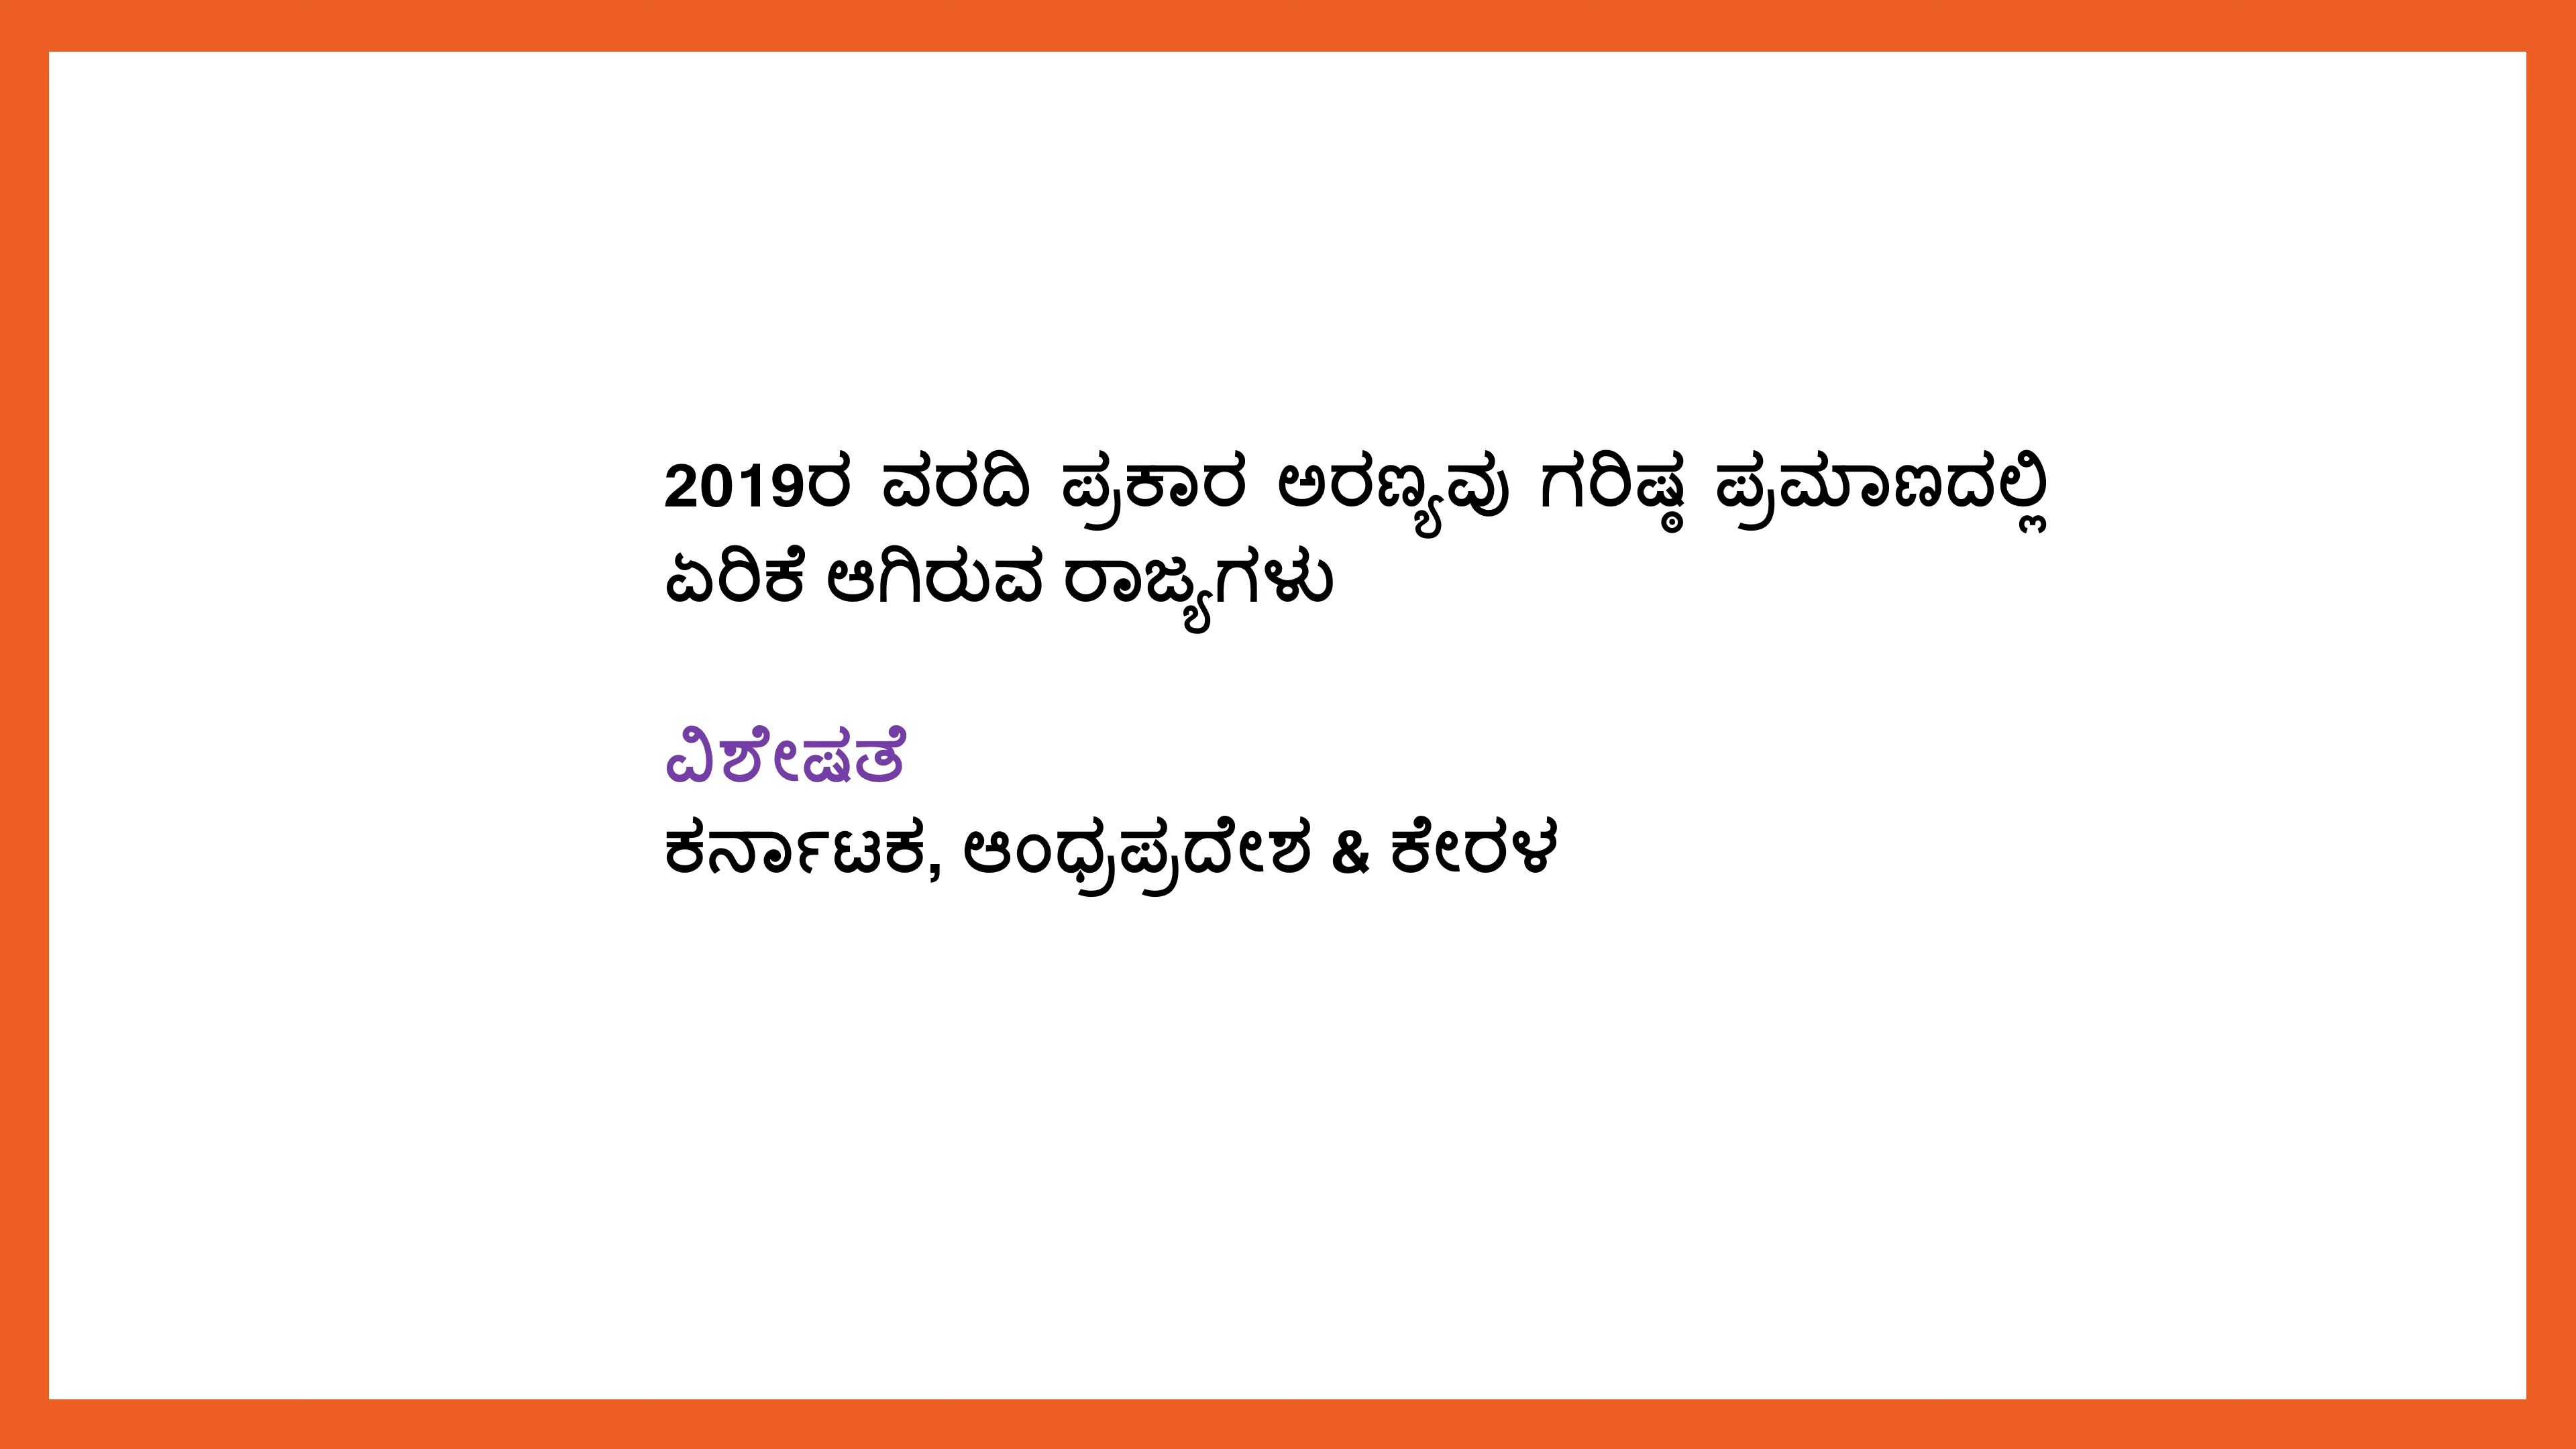 2019ರ ವರದಿ ಪ್ರಕಾರ ಅರಣ್ಯವು ಗರಿಷ್ಠ ಪ್ರಮಾಣದಲ್ಲಿ
ಏರಿಕೆ ಆಗಿರುವ ರಾಜ್ಯಗಳು
ವಿಶೇಷತೆ
ಕರ್ನಾಟಕ, ಆಂಧ್ರಪ್ರದೇಶ & ಕೇರಳ